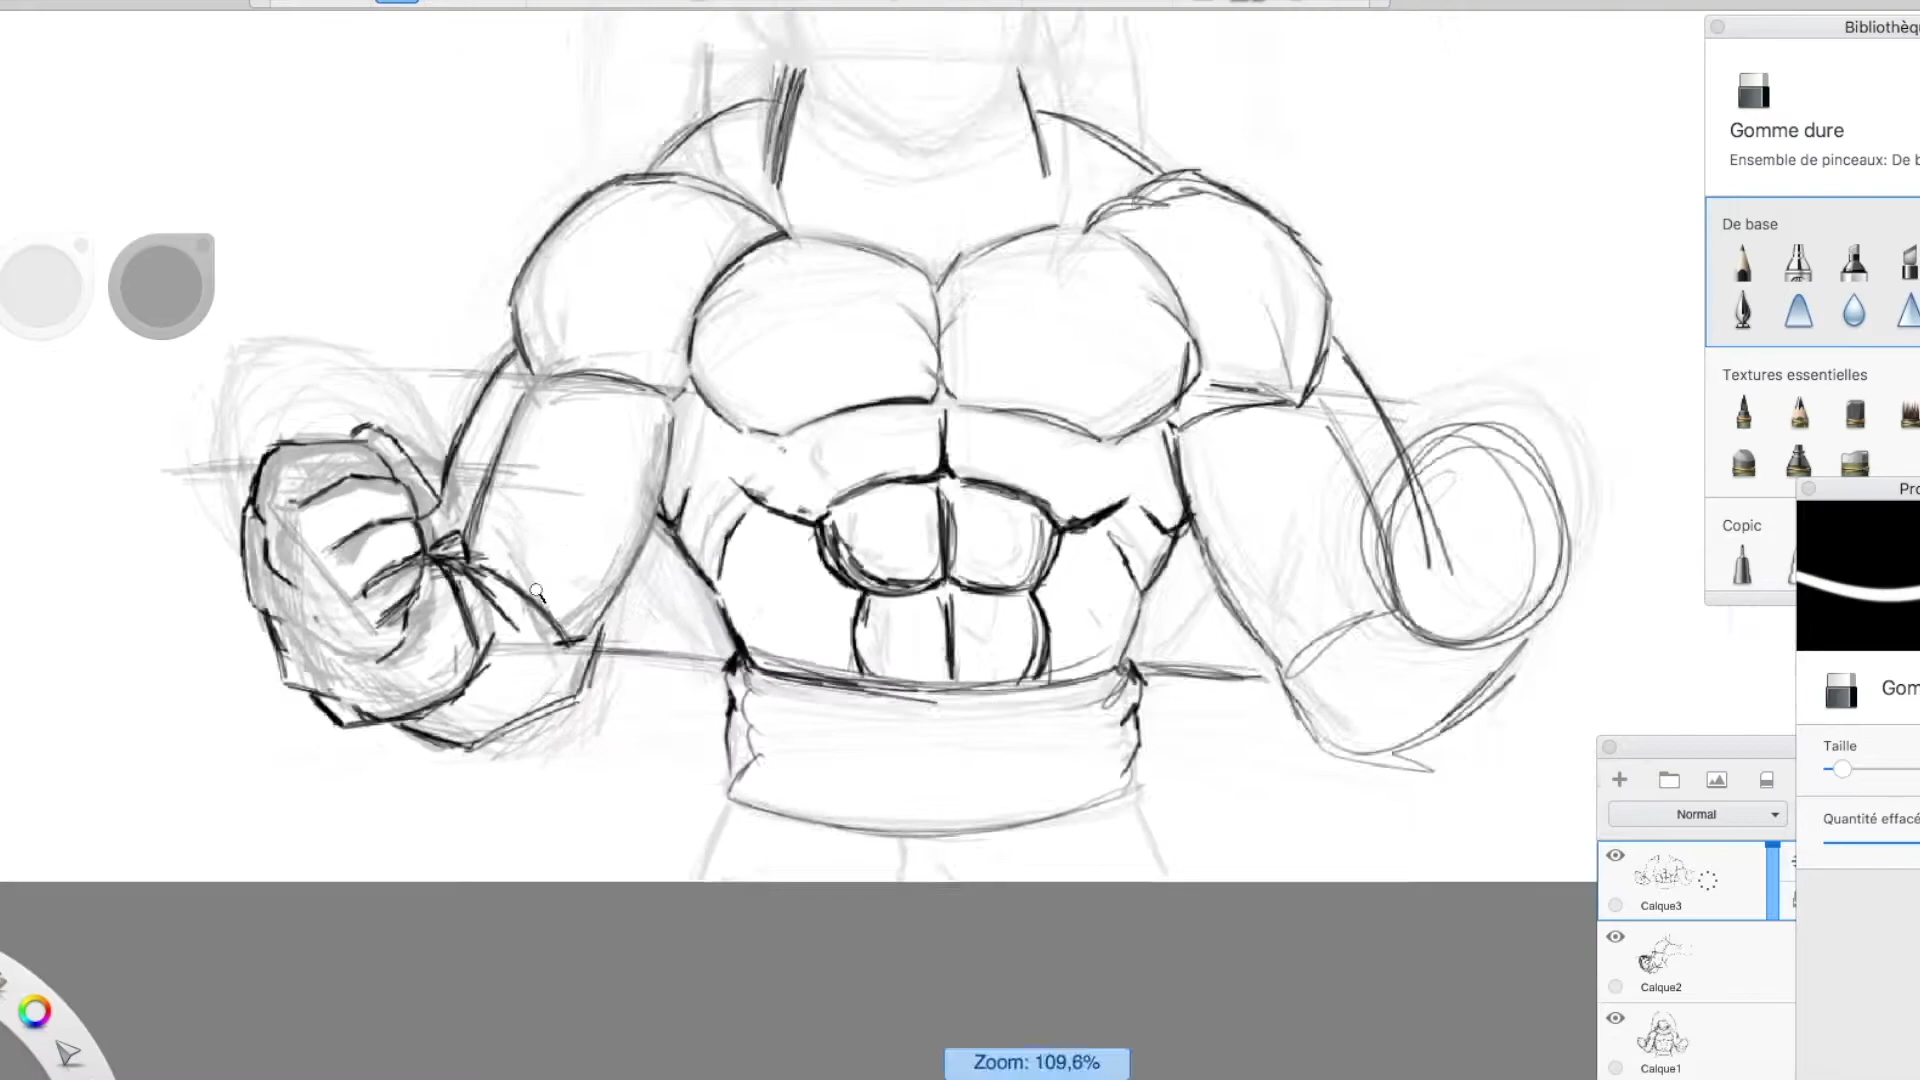 Bibliothèq
Gomme dure
Ensemble de pinceaux: De b
De base
Textures essentielles
Pro
Copic
Gom
Taille
Normal
Quantité effacé
Calque3
Calque2
Calque1
Zoom: 109,6%